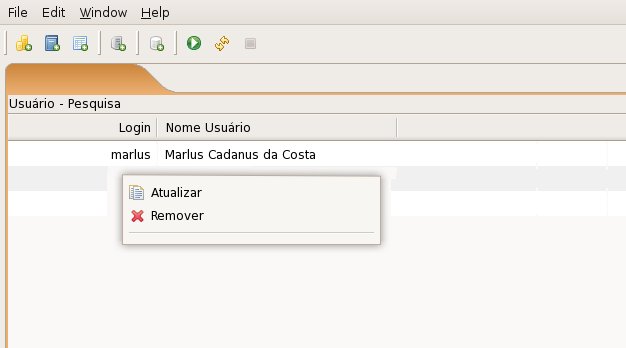 File Edit Window Help
Usuário - Pesquisa
Login Nome Usuário
marlus Marlus Cadanus da Costa
Atualizar
Remover